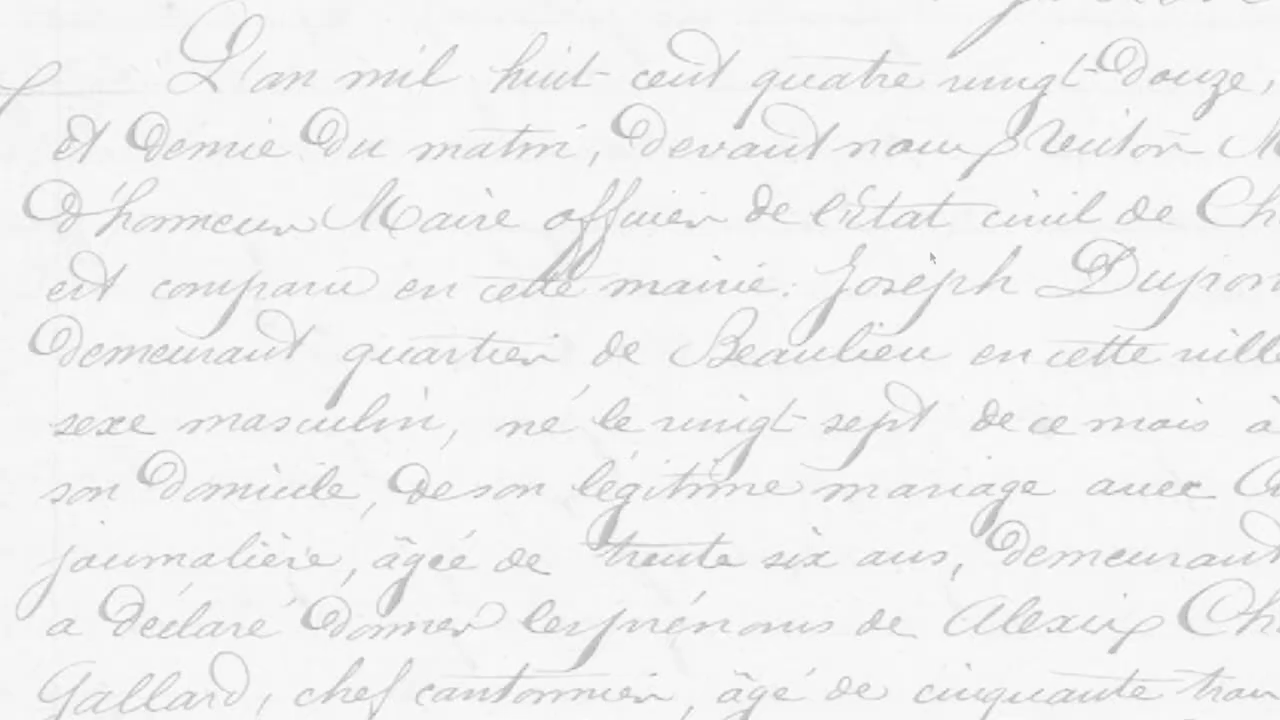 L'an mil huit cent quatre vingt Douze,
et Demie Du matin, Devant nous
D'honneur Maire officier de l'état civil de Ch
est comparu en cette mairie: Joseph Dupon
Demeurant quartier de Beaulieu en cette ville
sexe masculin, né le vingt sept de ce mois à
son Domicile, de son légitime mariage avec
journalière, âgée de trente six ans, Demeurant
a Déclaré Donner les prénoms de Alexis Ch
Gallard, chef cantonnier, âgé de cinquante